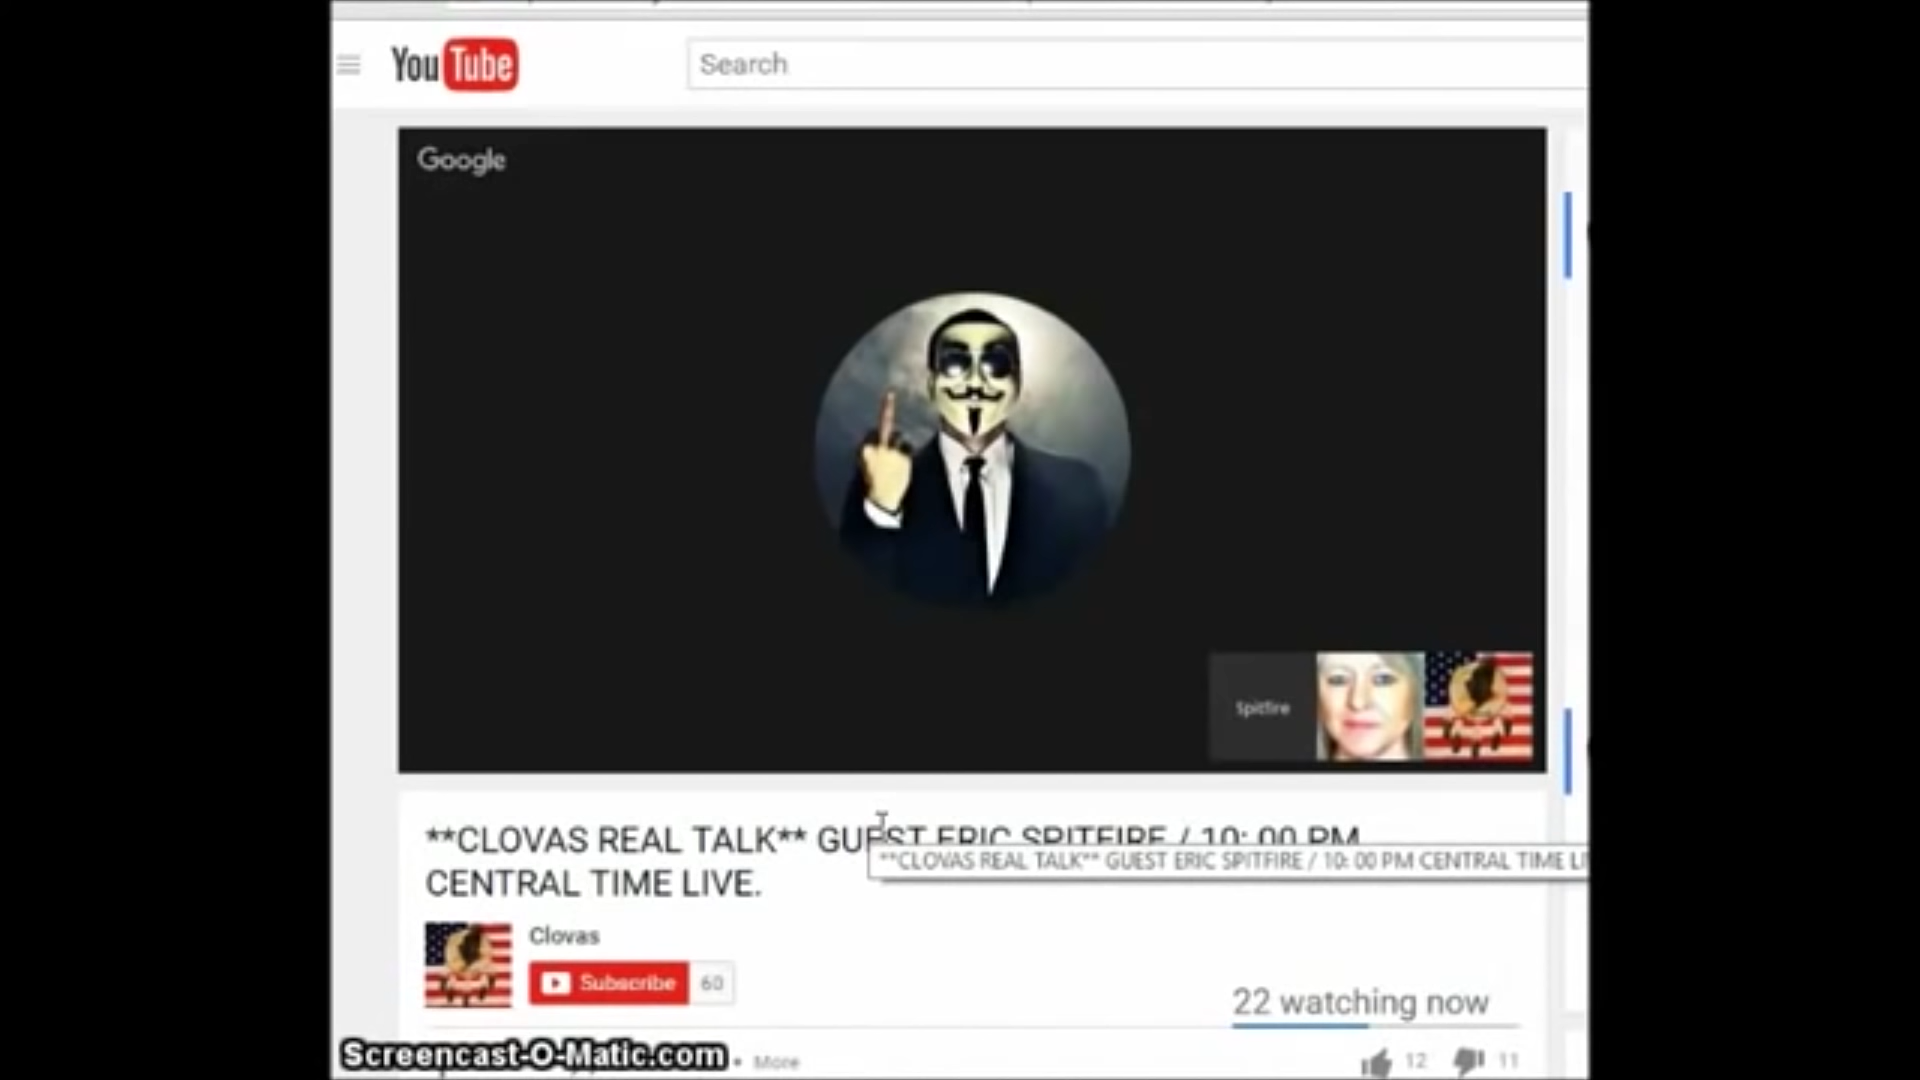 YouTube
Search
Google
Spitfire
**CLOVAS REAL TALK** GUEST ERIC SPITFIRE / 10: 00 PM
**CLOVAS REAL TALK** GUEST ERIC SPITFIRE / 10: 00 PM CENTRAL TIME LI
CENTRAL TIME LIVE.
Clovas
Subscribe 60
22 watching now
Screencast-O-Matic.com
More
12 11